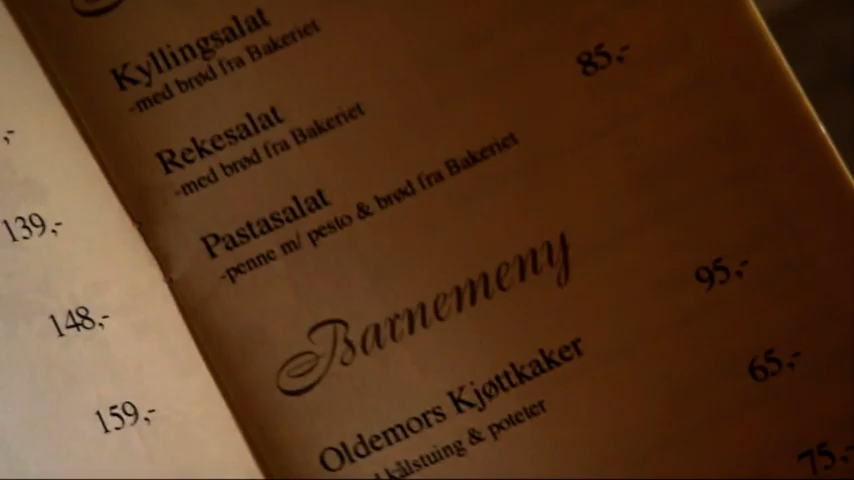 ,-
139,-
148,-
159,-
Kyllingsalat
-med brød fra Bakeriet
85,-
Rekesalat
-med brød fra Bakeriet
Pastasalat
-penne m/ pesto & brød fra Bakeriet
Barnemeny
95,-
Oldemors Kjøttkaker
65,-
kålstuing & poteter
75,-